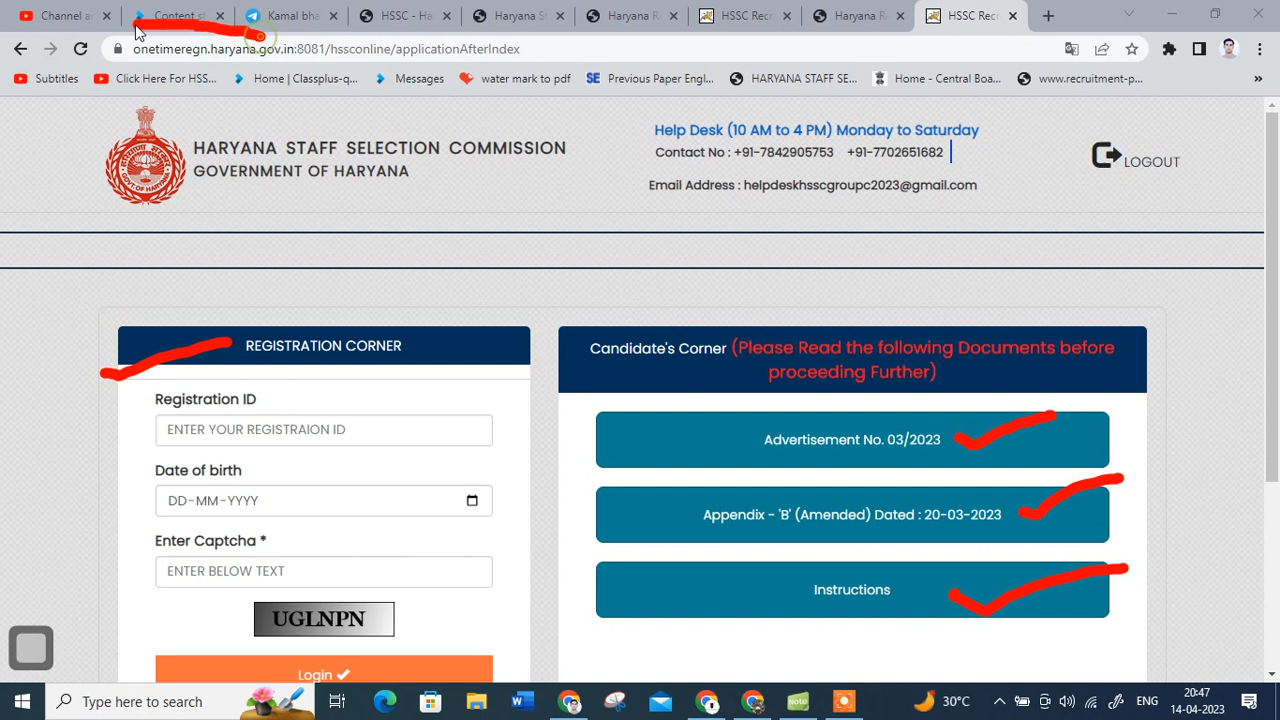 Channel ar
Content st
Kamal bha
HSSC - Ha
Haryana St
Haryana Re
HSSC Recr
Haryana Re
HSSC Recr
onetimeregn.haryana.gov.in:8081/hssconline/applicationAfterIndex
Subtitles
Click Here For HSS...
Home | Classplus-q...
Messages
water mark to pdf
SE Previous Paper Engl...
HARYANA STAFF SE...
Home - Central Boa...
www.recruitment-p...
»
HARYANA STAFF SELECTION COMMISSION
GOVERNMENT OF HARYANA
Help Desk (10 AM to 4 PM) Monday to Saturday
Contact No : +91-7842905753 +91-7702651682
Email Address : helpdeskhsscgroupc2023@gmail.com
LOGOUT
REGISTRATION CORNER
Registration ID
ENTER YOUR REGISTRAION ID
Date of birth
DD-MM-YYYY
Enter Captcha *
ENTER BELOW TEXT
UGLNPN
Login
Candidate's Corner (Please Read the following Documents before
proceeding Further)
Advertisement No. 03/2023
Appendix - 'B' (Amended) Dated : 20-03-2023
Instructions
Type here to search
30°C
ENG
20:47
14-04-2023